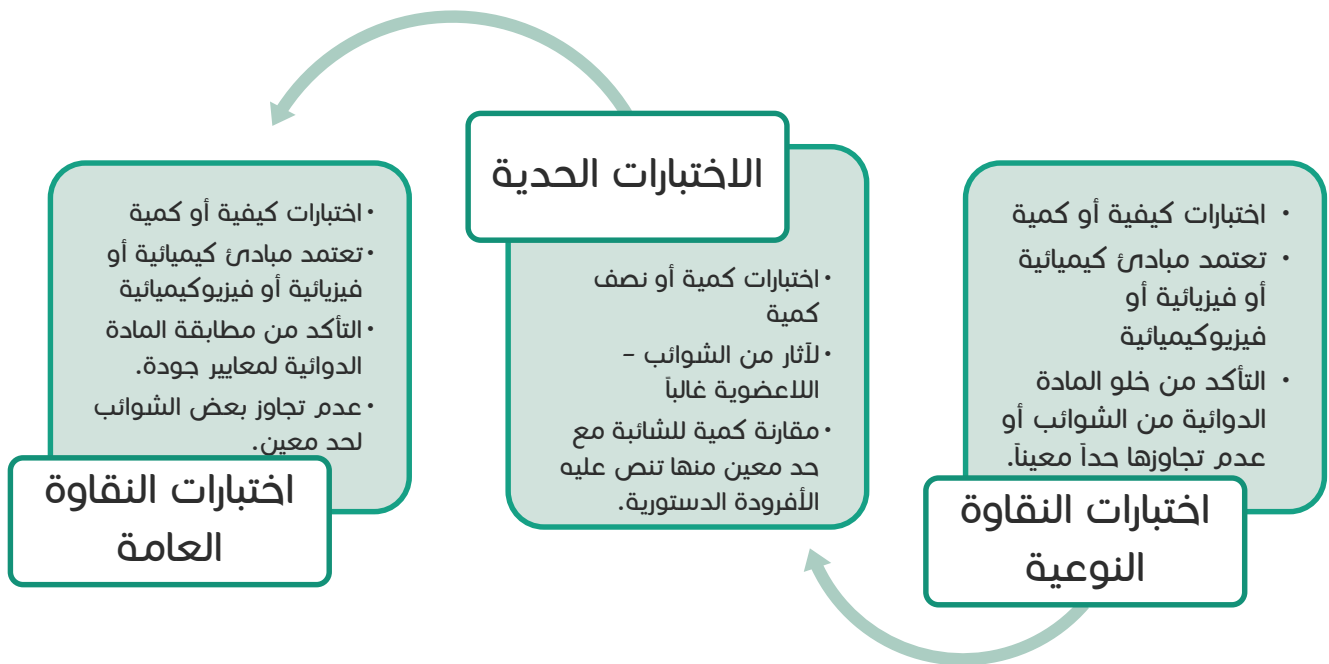 · اختبارات كيفية أو كمية
· تعتمد مبادئ كيميائية
أو فيزيائية أو
فيزيوكيميائية
· التأكد من خلو المادة
الدوائية من الشوائب أو
عدم تجاوزها حداً معيناً.
اختبارات النقاوة
النوعية
الاختبارات الحدية
· اختبارات كمية أو نصف
كمية
· لآثار من الشوائب –
اللاعضوية غالباً
· مقارنة كمية للشائبة مع
حد معين منها تنص عليه
الأفرودة الدستورية.
· اختبارات كيفية أو كمية
· تعتمد مبادئ كيميائية أو
فيزيائية أو فيزيوكيميائية
· التأكد من مطابقة المادة
الدوائية لمعايير جودة.
· عدم تجاوز بعض الشوائب
لحد معين.
اختبارات النقاوة
العامة